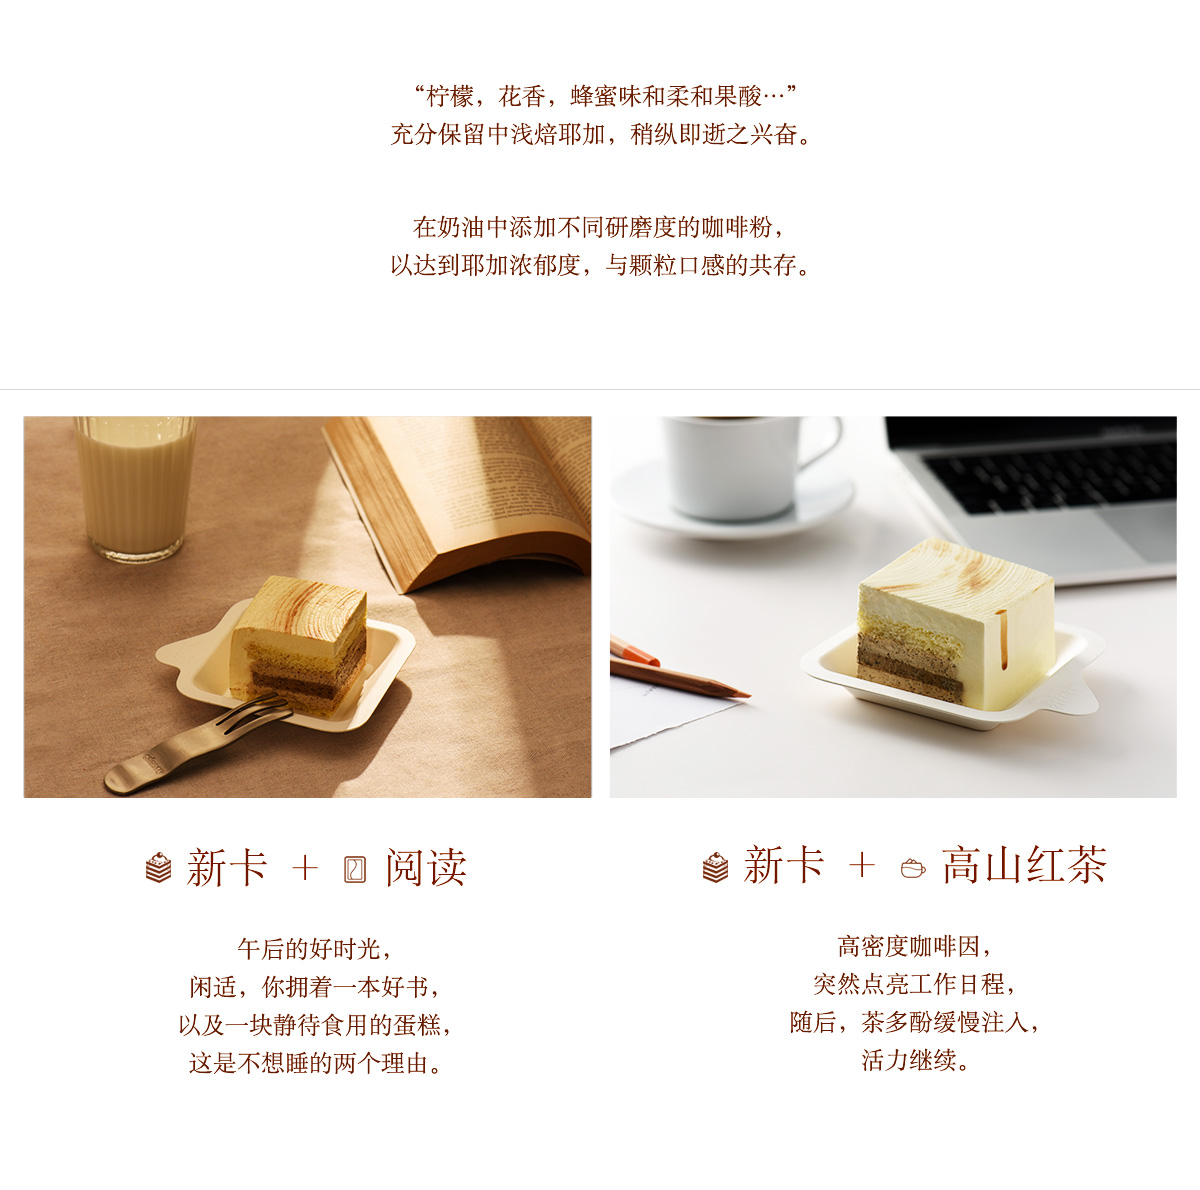 “柠檬，花香，蜂蜜味和柔和果酸…”
充分保留中浅焙耶加，稍纵即逝之兴奋。
在奶油中添加不同研磨度的咖啡粉，
以达到耶加浓郁度，与颗粒口感的共存。
新卡 + 阅读
午后的好时光，
闲适，你拥着一本好书，
以及一块静待食用的蛋糕，
这是不想睡的两个理由。
新卡 + 高山红茶
高密度咖啡因，
突然点亮工作日程，
随后，茶多酚缓慢注入，
活力继续。